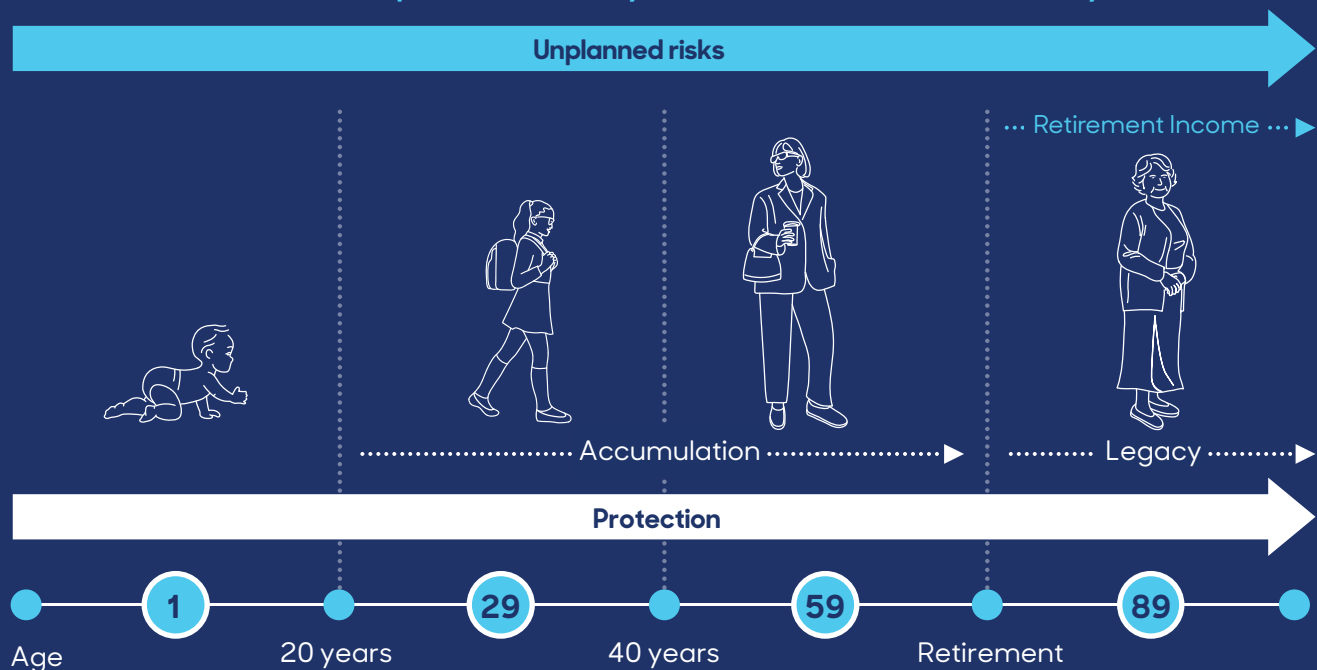 Unplanned risks
··· Retirement Income ···
Accumulation
Legacy
Protection
1
29
59
89
Age
20 years
40 years
Retirement